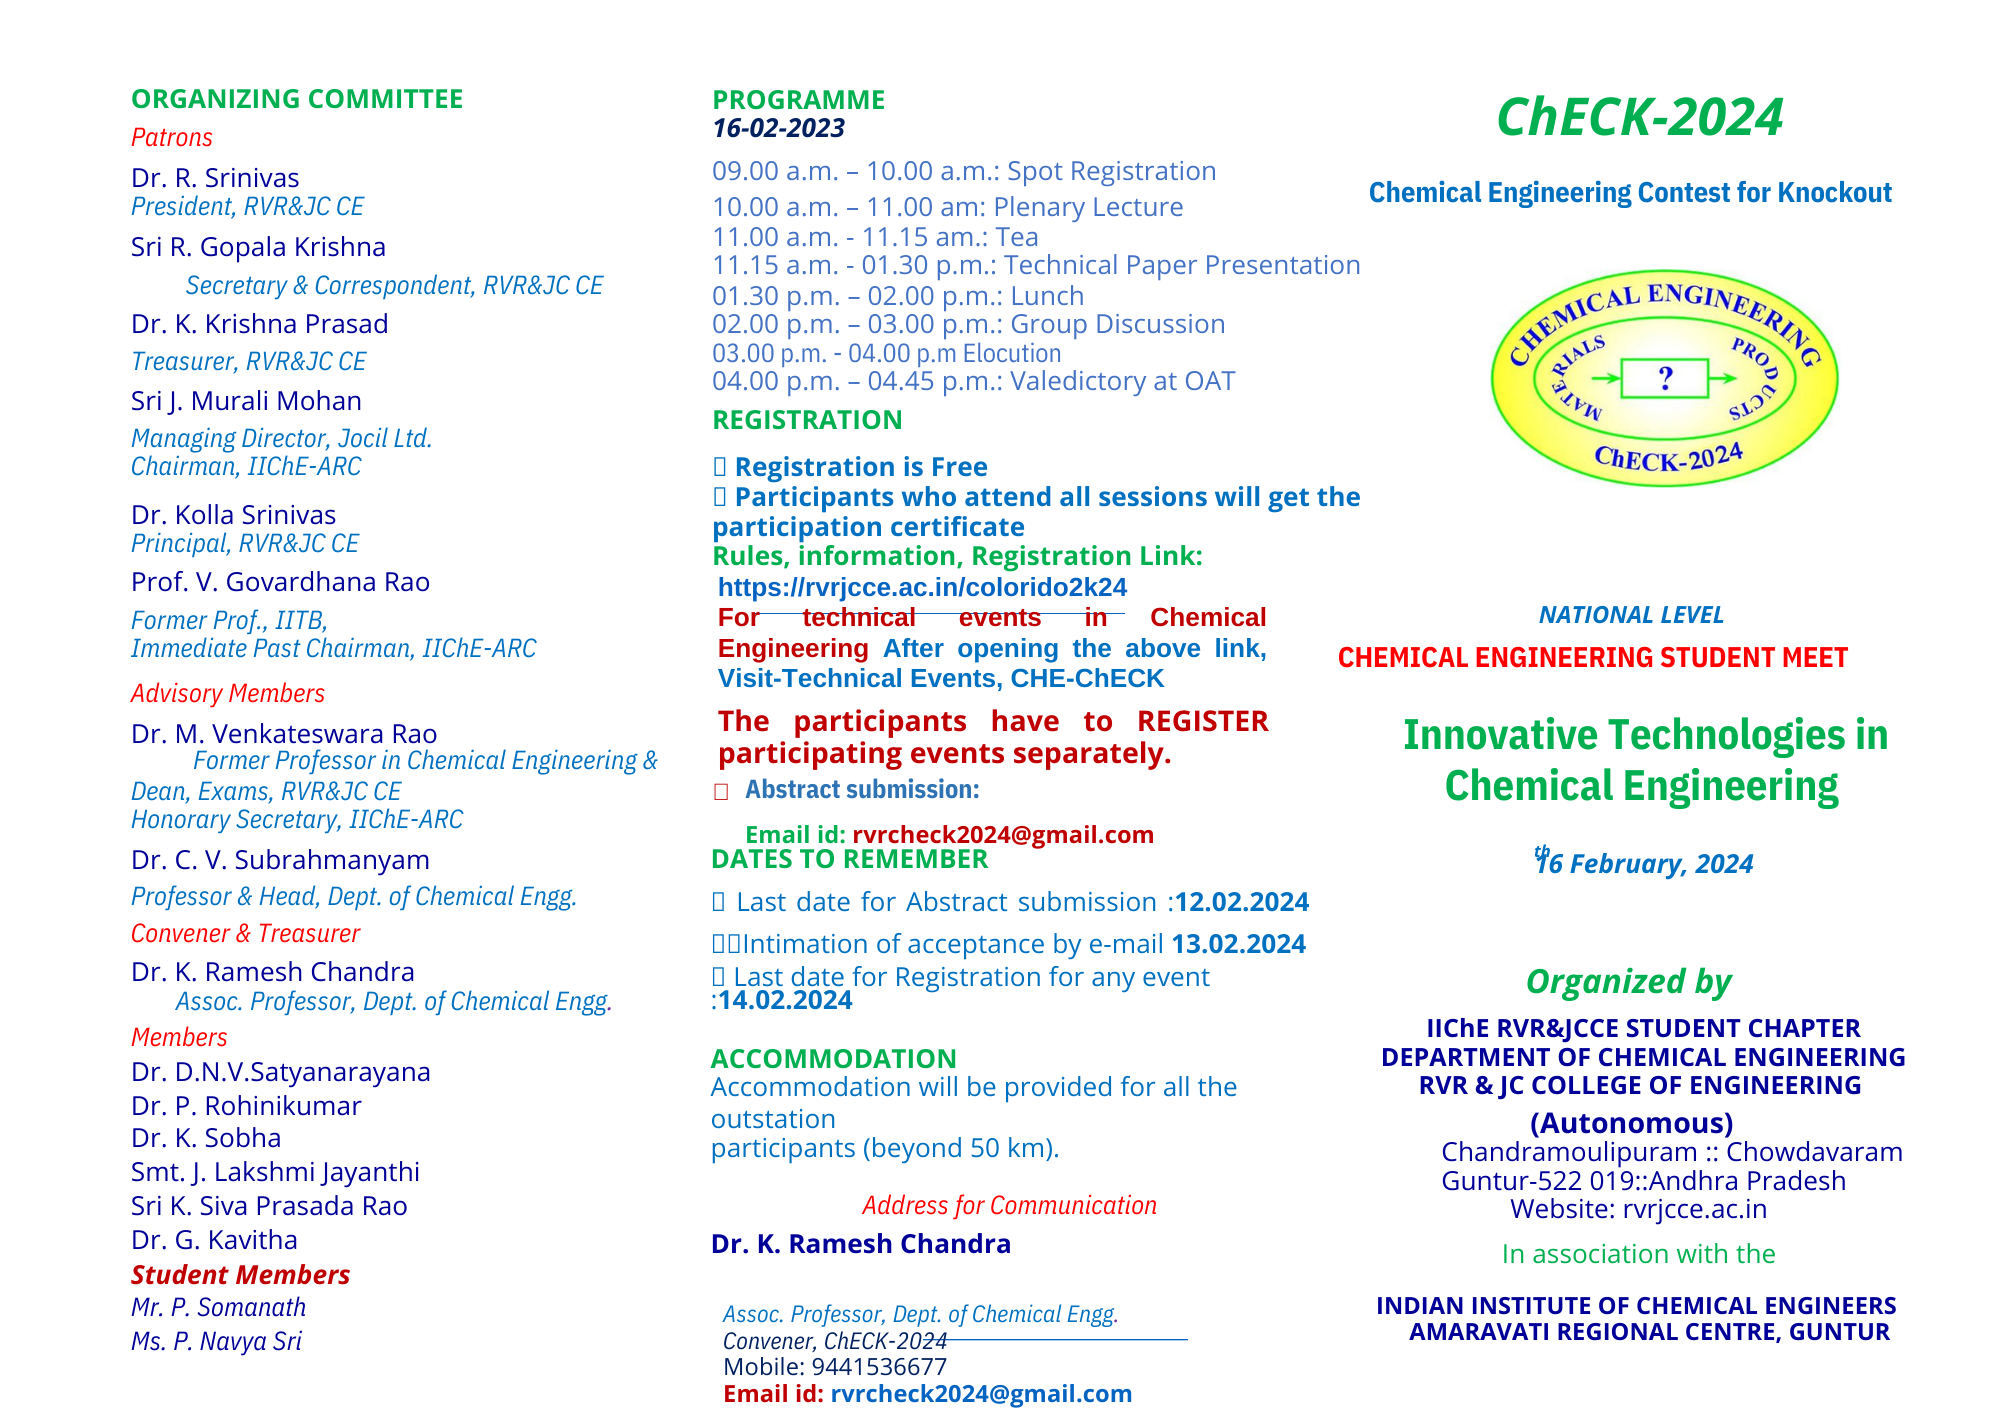 ORGANIZING COMMITTEE
Patrons
Dr. R. Srinivas
President, RVR&JC CE
Sri R. Gopala Krishna
Secretary & Correspondent, RVR&JC CE
Dr. K. Krishna Prasad
Treasurer, RVR&JC CE
Sri J. Murali Mohan
Managing Director, Jocil Ltd.
Chairman, IIChE-ARC
Dr. Kolla Srinivas
Principal, RVR&JC CE
Prof. V. Govardhana Rao
Former Prof., IITB,
Immediate Past Chairman, IIChE-ARC
Advisory Members
Dr. M. Venkateswara Rao
Former Professor in Chemical Engineering &
Dean, Exams, RVR&JC CE
Honorary Secretary, IIChE-ARC
Dr. C. V. Subrahmanyam
Professor & Head, Dept. of Chemical Engg.
Convener & Treasurer
Dr. K. Ramesh Chandra
Assoc. Professor, Dept. of Chemical Engg.
Members
Dr. D.N.V.Satyanarayana
Dr. P. Rohinikumar
Dr. K. Sobha
Smt. J. Lakshmi Jayanthi
Sri K. Siva Prasada Rao
Dr. G. Kavitha
Student Members
Mr. P. Somanath
Ms. P. Navya Sri
PROGRAMME
16-02-2023
09.00 a.m. – 10.00 a.m.: Spot Registration
10.00 a.m. – 11.00 am: Plenary Lecture
11.00 a.m. - 11.15 am.: Tea
11.15 a.m. - 01.30 p.m.: Technical Paper Presentation
01.30 p.m. – 02.00 p.m.: Lunch
02.00 p.m. – 03.00 p.m.: Group Discussion
03.00 p.m. - 04.00 p.m Elocution
04.00 p.m. – 04.45 p.m.: Valedictory at OAT
REGISTRATION
Registration is Free
Participants who attend all sessions will get the
participation certificate
Rules, information, Registration Link:
https://rvrjcce.ac.in/colorido2k24
For technical events in Chemical
Engineering After opening the above link,
Visit-Technical Events, CHE-ChECK
The participants have to REGISTER
participating events separately.
Abstract submission:
Email id: rvrcheck2024@gmail.com
DATES TO REMEMBER
Last date for Abstract submission :12.02.2024
Intimation of acceptance by e-mail 13.02.2024
Last date for Registration for any event
:14.02.2024
ACCOMMODATION
Accommodation will be provided for all the
outstation
participants (beyond 50 km).
Address for Communication
Dr. K. Ramesh Chandra
Assoc. Professor, Dept. of Chemical Engg.
Convener, ChECK-2024
Mobile: 9441536677
Email id: rvrcheck2024@gmail.com
ChECK-2024
Chemical Engineering Contest for Knockout
CHEMICAL ENGINEERING
MATERIALS
?
PRODUCTS
ChECK-2024
NATIONAL LEVEL
CHEMICAL ENGINEERING STUDENT MEET
Innovative Technologies in
Chemical Engineering
16th February, 2024
Organized by
IIChE RVR&JCCE STUDENT CHAPTER
DEPARTMENT OF CHEMICAL ENGINEERING
RVR & JC COLLEGE OF ENGINEERING
(Autonomous)
Chandramoulipuram :: Chowdavaram
Guntur-522 019::Andhra Pradesh
Website: rvrjcce.ac.in
In association with the
INDIAN INSTITUTE OF CHEMICAL ENGINEERS
AMARAVATI REGIONAL CENTRE, GUNTUR